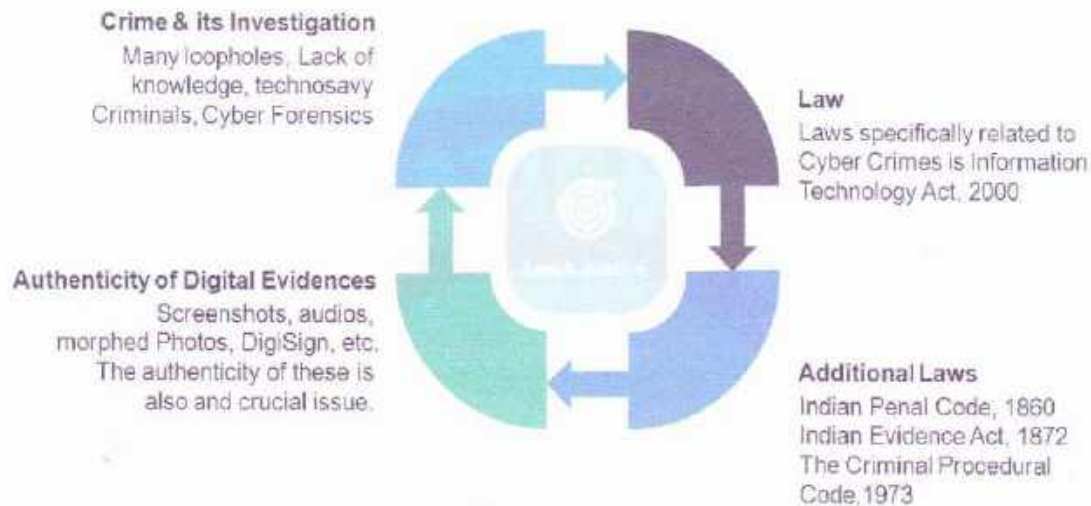 Crime & its Investigation
Many loopholes, Lack of
knowledge, technosavy
Criminals, Cyber Forensics
Law
Laws specifically related to
Cyber Crimes is Information
Technology Act, 2000
Additional Laws
Indian Penal Code, 1860
Indian Evidence Act, 1872
The Criminal Procedural
Code,1973
Authenticity of Digital Evidences
Screenshots, audios,
morphed Photos, DigiSign, etc.
The authenticity of these is
also and crucial issue.